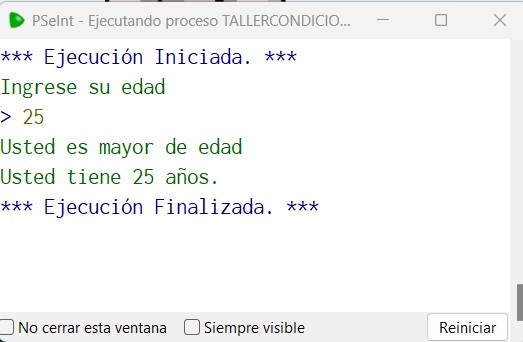 PSeInt - Ejecutando proceso TALLERCONDICIO...
*** Ejecución Iniciada. ***
Ingrese su edad
> 25
Usted es mayor de edad
Usted tiene 25 años.
*** Ejecución Finalizada. ***
No cerrar esta ventana Siempre visible Reiniciar